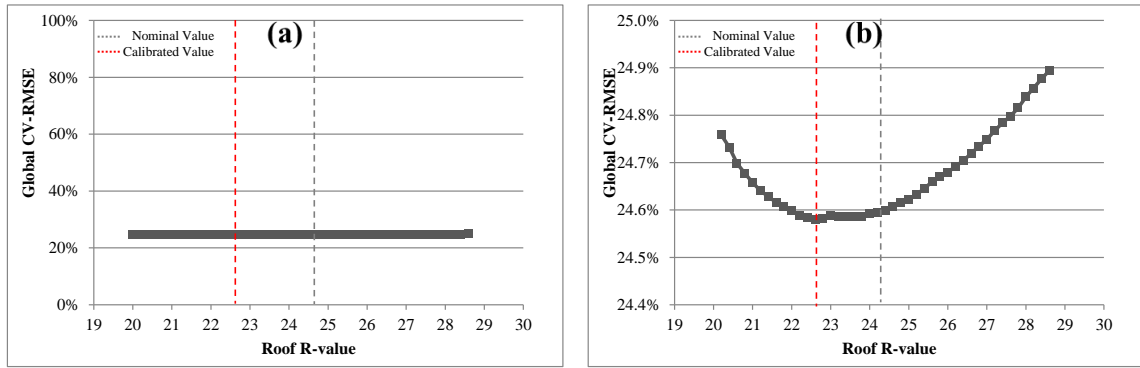 (a)
Nominal Value
Calibrated Value
Global CV-RMSE
100%
80%
60%
40%
20%
0%
19 20 21 22 23 24 25 26 27 28 29 30
Roof R-value
(b)
Nominal Value
Calibrated Value
Global CV-RMSE
25.0%
24.9%
24.8%
24.7%
24.6%
24.5%
24.4%
19 20 21 22 23 24 25 26 27 28 29 30
Roof R-value